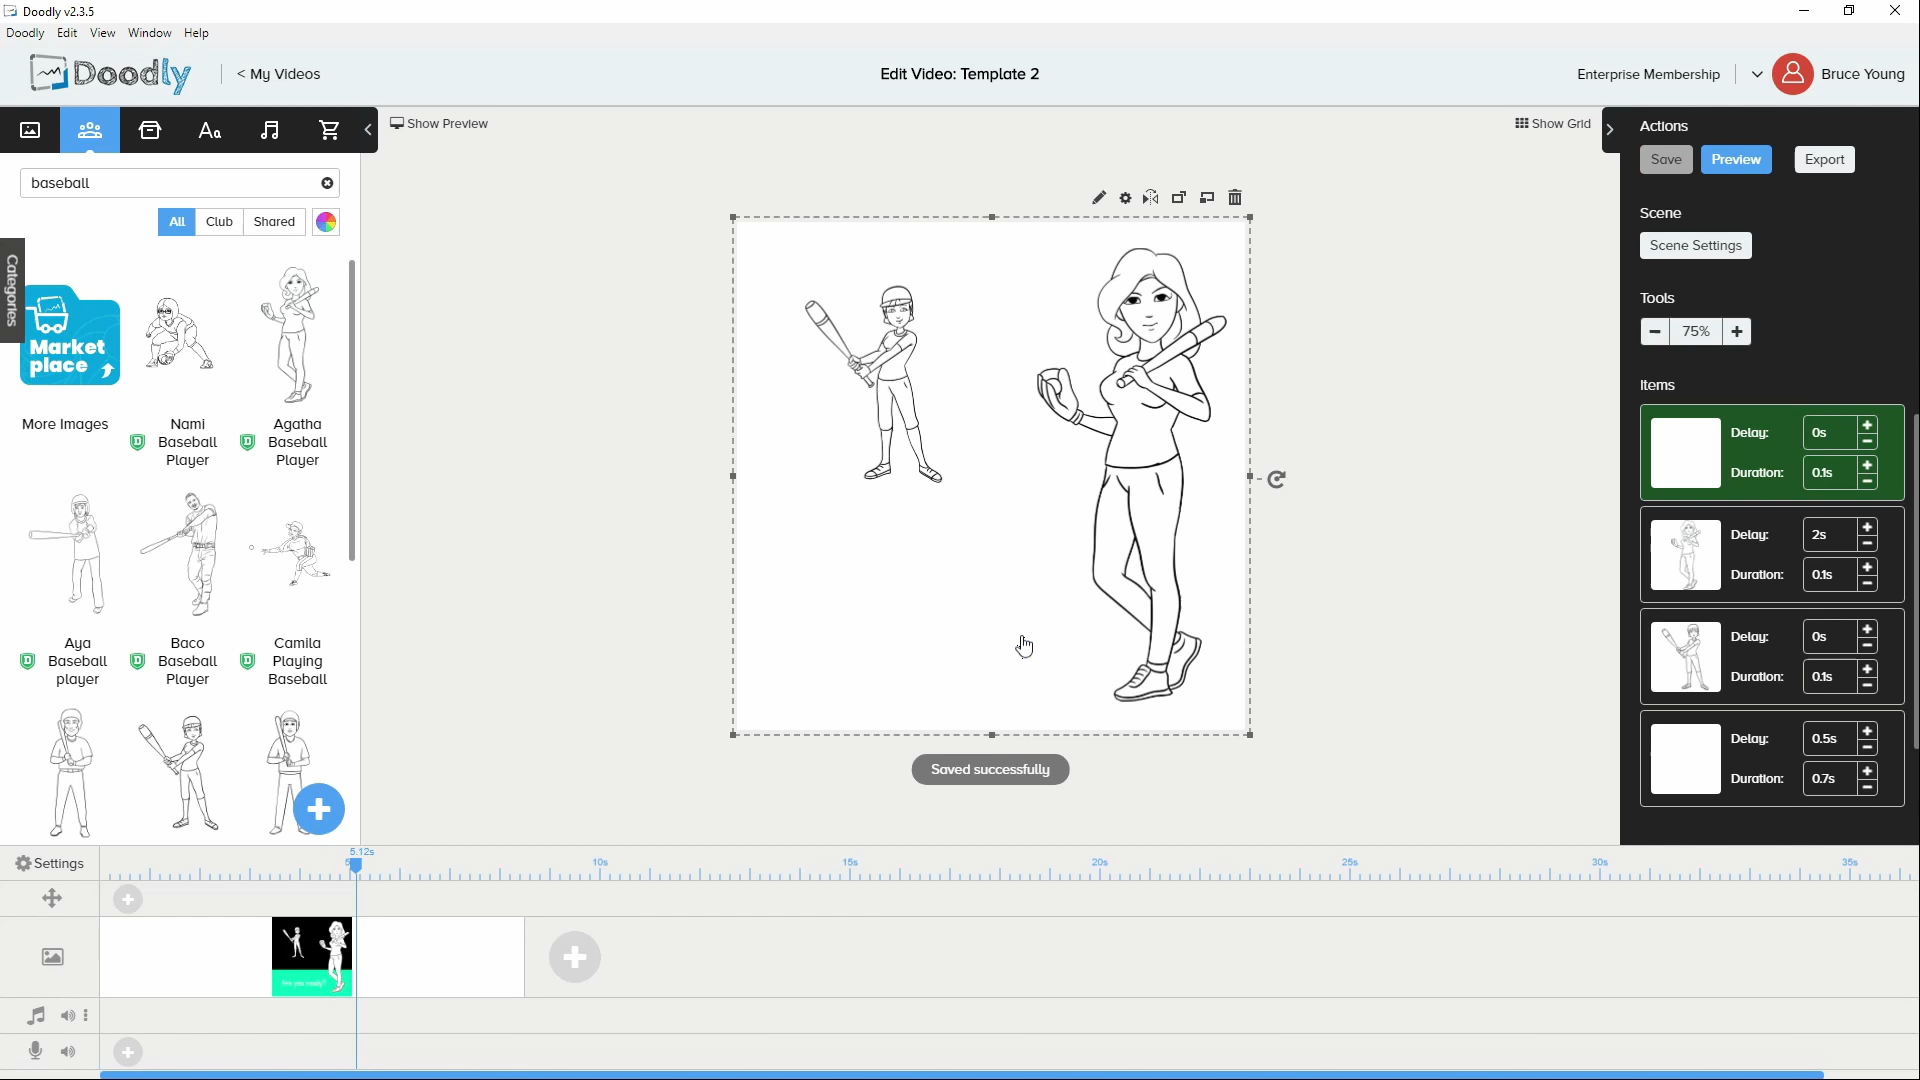 Doodly v2.3.5
Doodly Edit View Window Help
Doodly
< My Videos
Edit Video: Template 2
Enterprise Membership
Bruce Young
Show Preview
Show Grid
baseball
All Club Shared
Categories
Market
place
More Images
Nami
Baseball
Player
Agatha
Baseball
Player
Aya
Baseball
player
Baco
Baseball
Player
Camila
Playing
Baseball
Saved successfully
Actions
Save Preview Export
Scene
Scene Settings
Tools
75%
Items
Delay: 0s
Duration: 0.1s
Delay: 2s
Duration: 0.1s
Delay: 0s
Duration: 0.1s
Delay: 0.5s
Duration: 0.7s
Settings
5.12s
10s 15s 20s 25s 30s 35s
Are you ready?